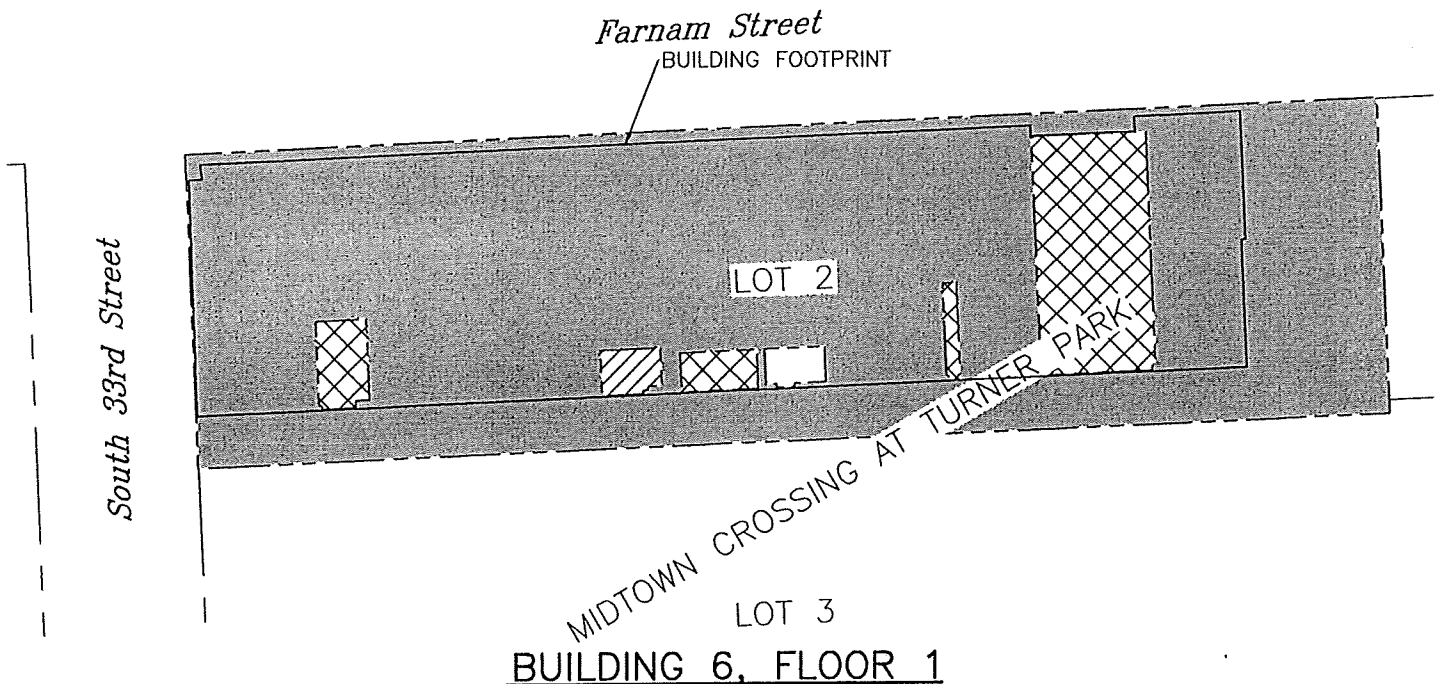 Farnam Street
BUILDING FOOTPRINT
South 33rd Street
LOT 2
MIDTOWN CROSSING AT TURNER PARK
LOT 3
BUILDING 6, FLOOR 1